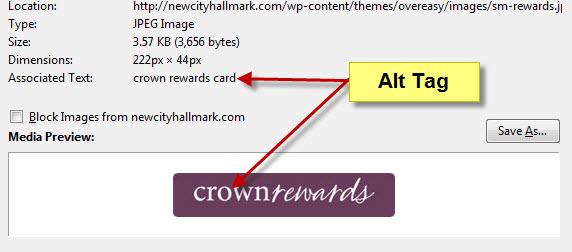 Location: http://newcityhallmark.com/wp-content/themes/overeasy/images/sm-rewards.jp
Type: JPEG Image
Size: 3.57 KB (3,656 bytes)
Dimensions: 222px × 44px
Associated Text: crown rewards card
Alt Tag
Block Images from newcityhallmark.com
Media Preview:
Save As...
crownrewards